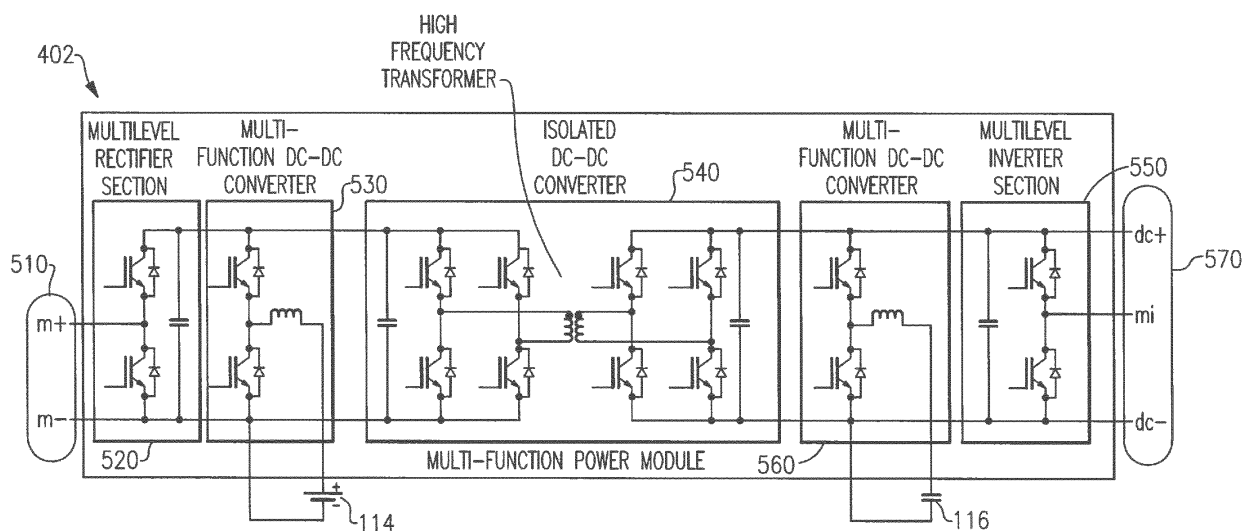 HIGH
FREQUENCY
TRANSFORMER
402
MULTILEVEL
RECTIFIER
SECTION
MULTI-
FUNCTION DC-DC
CONVERTER
530
ISOLATED
DC-DC
CONVERTER
540
MULTI-
FUNCTION DC-DC
CONVERTER
MULTILEVEL
INVERTER
SECTION
550
510
m+
m-
dc+
mi
dc-
570
520
MULTI-FUNCTION POWER MODULE
560
+
-
114
116